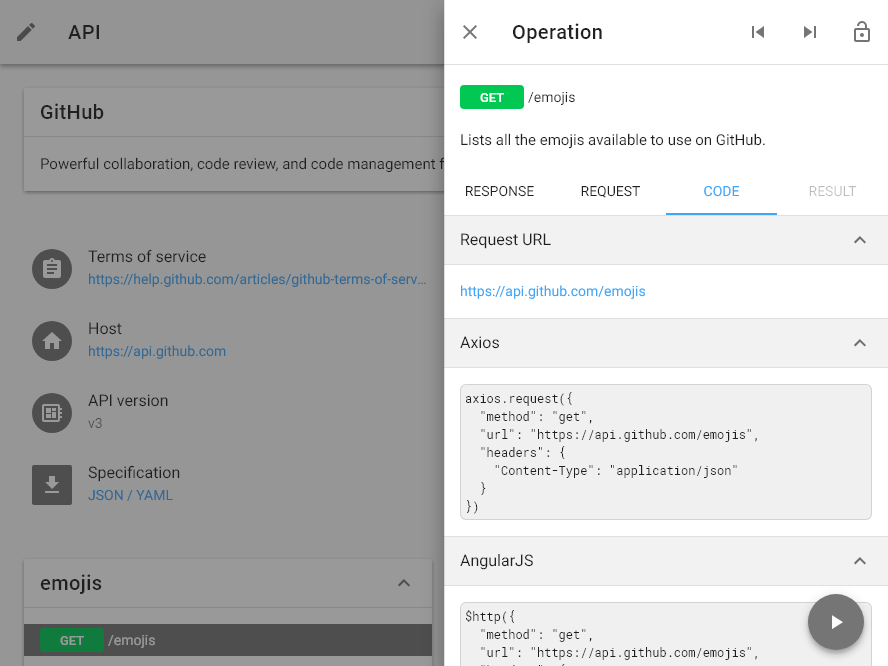 API
GitHub
Powerful collaboration, code review, and code management
Terms of service
https://help.github.com/articles/github-terms-of-serv...
Host
https://api.github.com
API version
v3
Specification
JSON / YAML
emojis
GET /emojis
Operation
GET /emojis
Lists all the emojis available to use on GitHub.
RESPONSE REQUEST CODE RESULT
Request URL
https://api.github.com/emojis
Axios
axios.request({
  "method": "get",
  "url": "https://api.github.com/emojis",
  "headers": {
    "Content-Type": "application/json"
  }
})
AngularJS
$http({
  "method": "get",
  "url": "https://api.github.com/emojis",